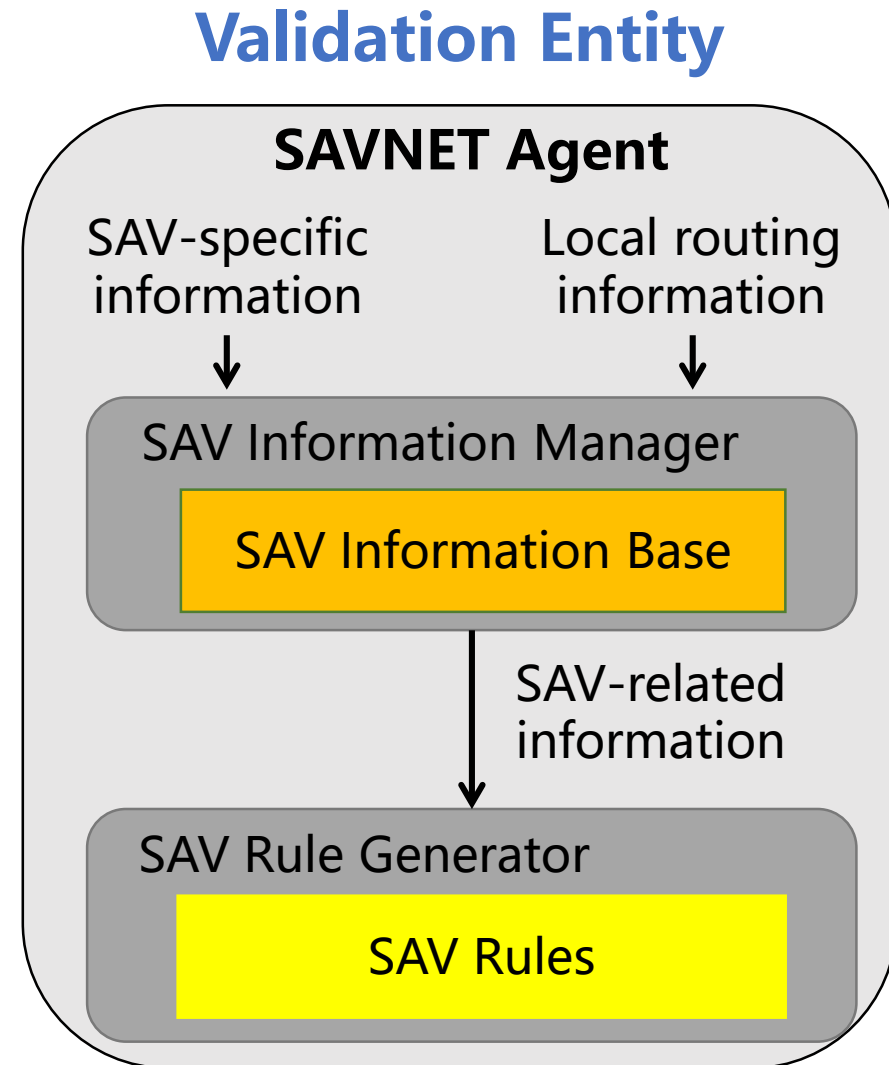 Validation Entity
SAVNET Agent
SAV-specific
information
Local routing
information
SAV Information Manager
SAV Information Base
SAV-related
information
SAV Rule Generator
SAV Rules